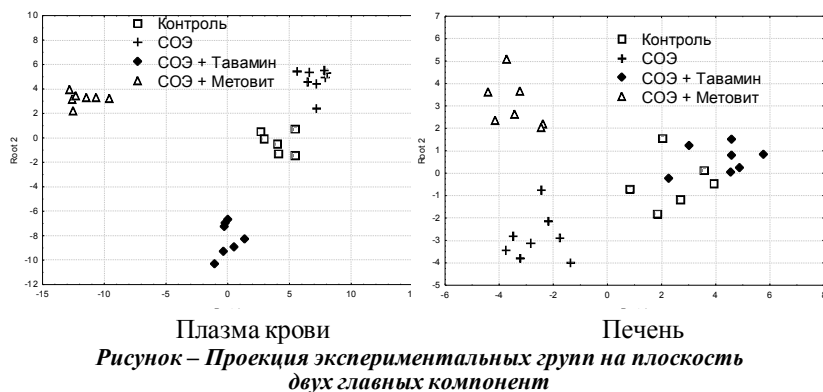 Контроль
СОЭ
СОЭ + Тавамин
СОЭ + Метовит
Root 2
10
8
6
4
2
0
-2
-4
-6
-8
-10
-12
-15
-10
-5
0
5
10
Плазма крови
Контроль
СОЭ
СОЭ + Тавамин
СОЭ + Метовит
Root 2
7
6
5
4
3
2
1
0
-1
-2
-3
-4
-5
-6
-4
-2
0
2
4
6
8
Печень
Рисунок – Проекция экспериментальных групп на плоскость
двух главных компонент